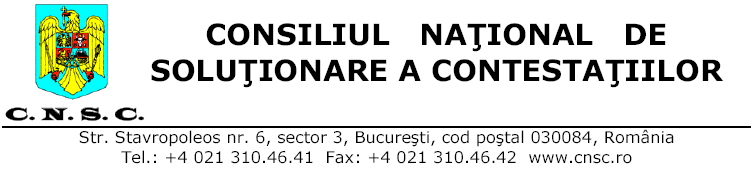 CONSILIUL NAŢIONAL DE
SOLUŢIONARE A CONTESTAŢIILOR
C. N. S. C.
Str. Stavropoleos nr. 6, sector 3, Bucureşti, cod poştal 030084, România
Tel.: +4 021 310.46.41 Fax: +4 021 310.46.42 www.cnsc.ro